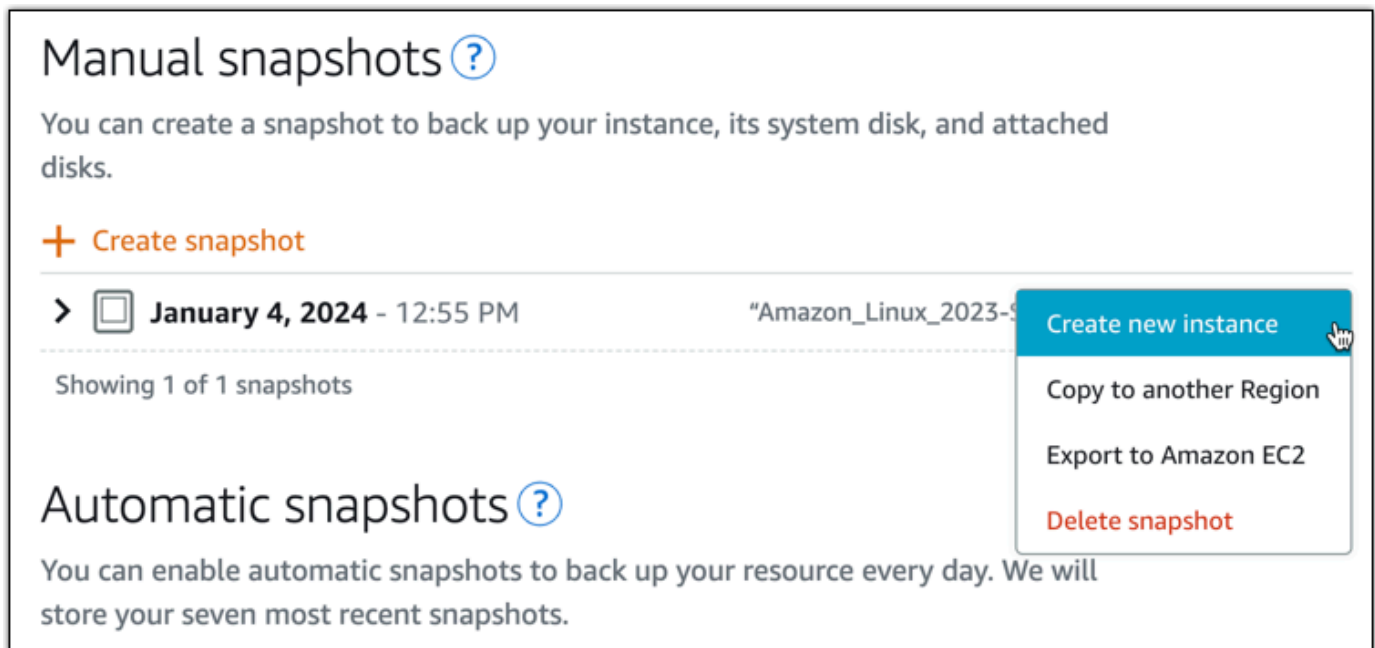 Manual snapshots ?
You can create a snapshot to back up your instance, its system disk, and attached
disks.
+ Create snapshot
January 4, 2024 - 12:55 PM "Amazon_Linux_2023-
Create new instance
Showing 1 of 1 snapshots
Copy to another Region
Export to Amazon EC2
Delete snapshot
Automatic snapshots ?
You can enable automatic snapshots to back up your resource every day. We will
store your seven most recent snapshots.